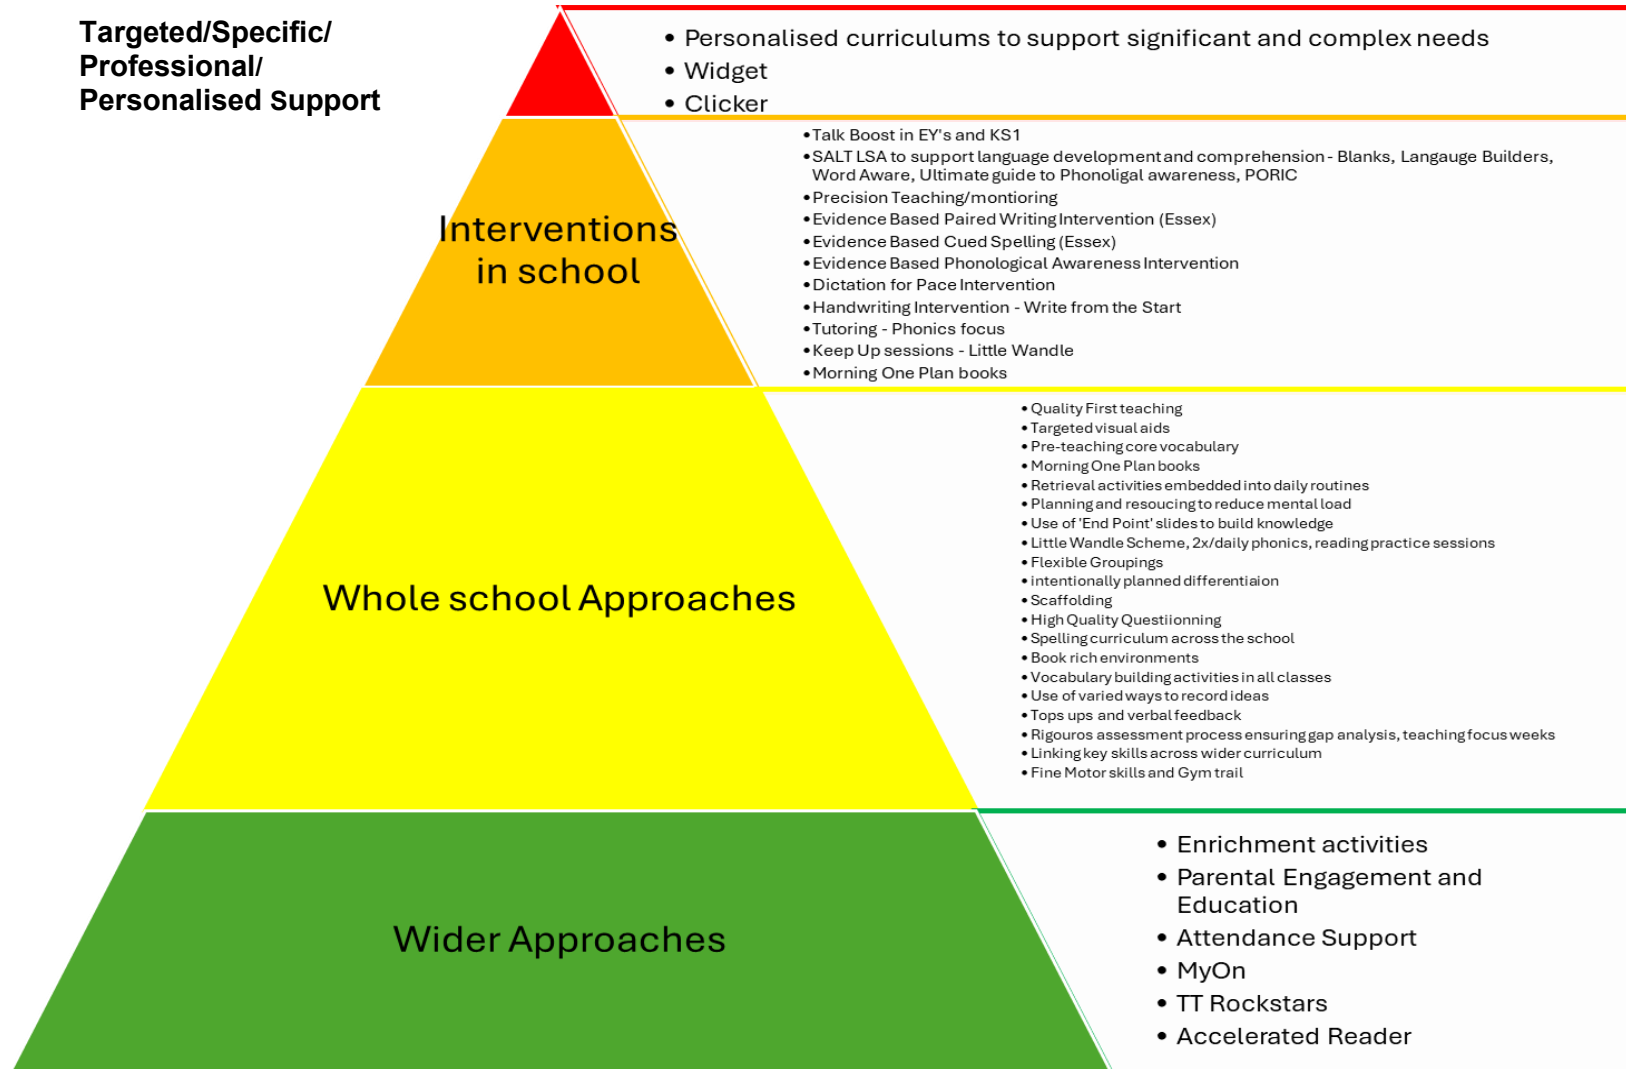 Targeted/Specific/
Professional/
Personalised Support
• Personalised curriculums to support significant and complex needs
• Widget
• Clicker
Interventions
in school
• Talk Boost in EY's and KS1
• SALT LSA to support language development and comprehension - Blanks, Langauge Builders,
Word Aware, Ultimate guide to Phonoligal awareness, PORIC
• Precision Teaching/montioring
• Evidence Based Paired Writing Intervention (Essex)
• Evidence Based Cued Spelling (Essex)
• Evidence Based Phonological Awareness Intervention
• Dictation for Pace Intervention
• Handwriting Intervention - Write from the Start
• Tutoring - Phonics focus
• Keep Up sessions - Little Wandle
• Morning One Plan books
Whole school Approaches
• Quality First teaching
• Targeted visual aids
• Pre-teaching core vocabulary
• Morning One Plan books
• Retrieval activities embedded into daily routines
• Planning and resoucing to reduce mental load
• Use of 'End Point' slides to build knowledge
• Little Wandle Scheme, 2x/daily phonics, reading practice sessions
• Flexible Groupings
• intentionally planned differentiaion
• Scaffolding
• High Quality Questiionning
• Spelling curriculum across the school
• Book rich environments
• Vocabulary building activities in all classes
• Use of varied ways to record ideas
• Tops ups and verbal feedback
• Rigouros assessment process ensuring gap analysis, teaching focus weeks
• Linking key skills across wider curriculum
• Fine Motor skills and Gym trail
Wider Approaches
• Enrichment activities
• Parental Engagement and
Education
• Attendance Support
• MyOn
• TT Rockstars
• Accelerated Reader